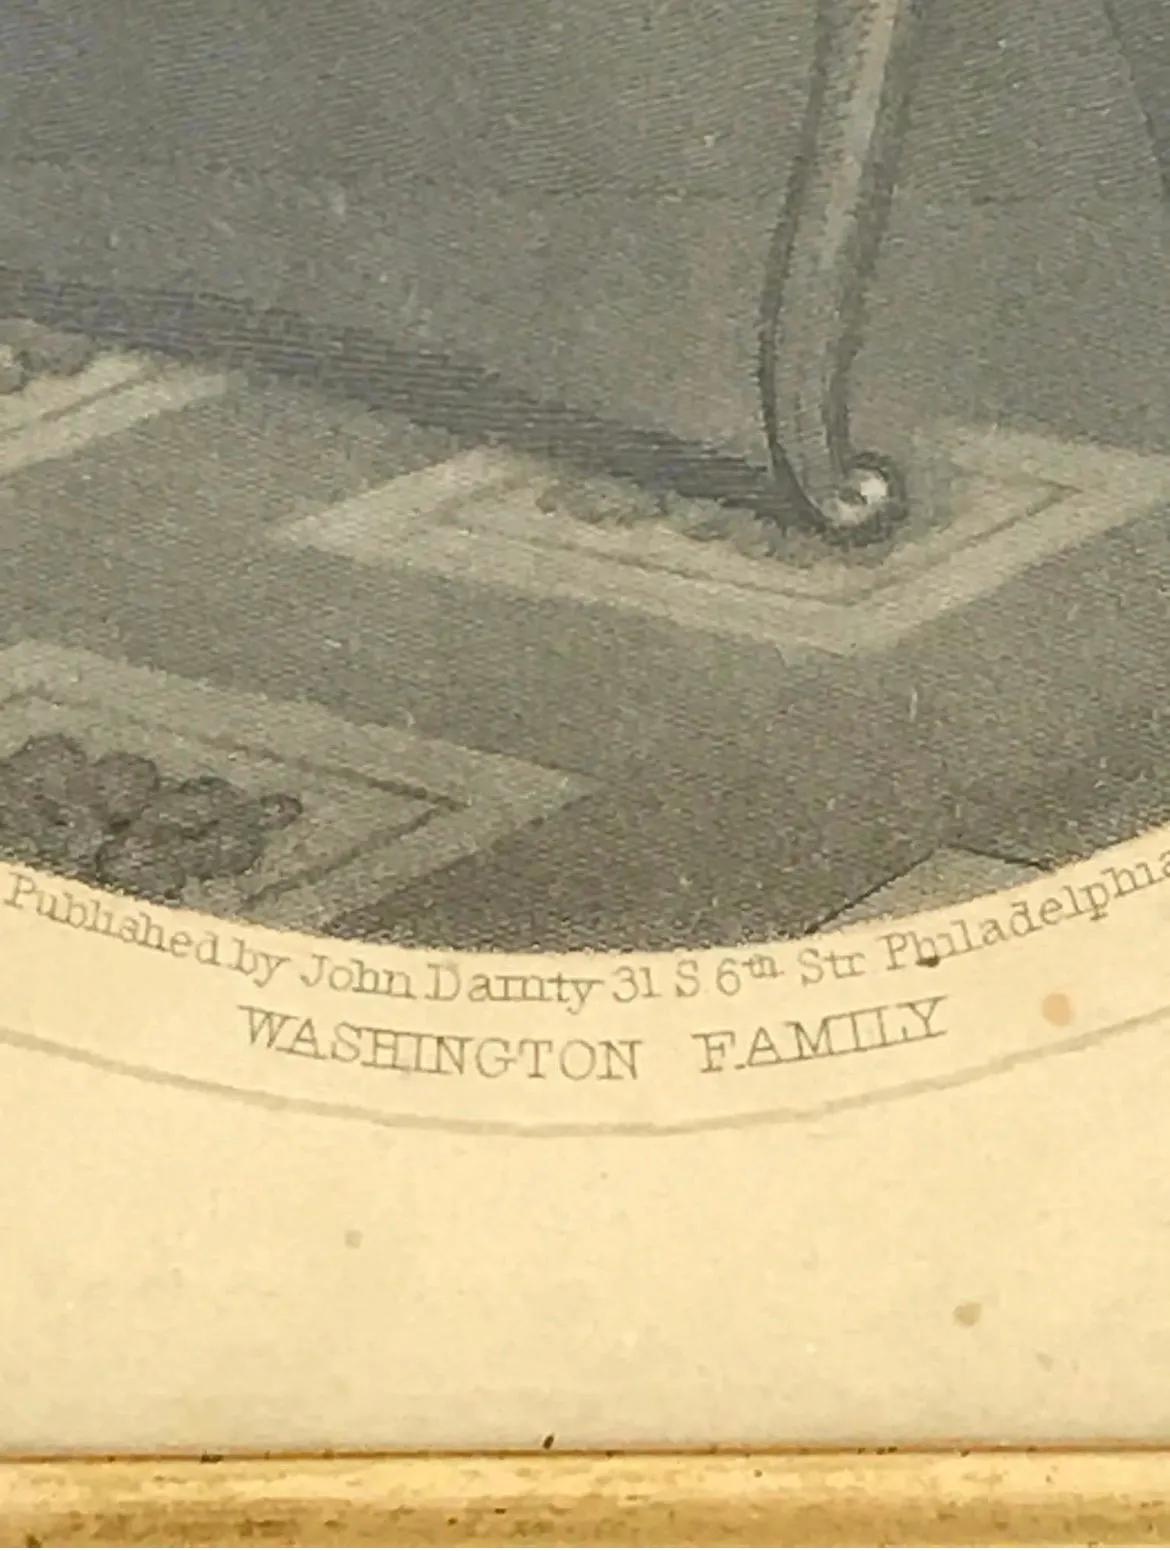 Published by John Dainty 31 S. 6th Str Philadelphia
WASHINGTON FAMILY